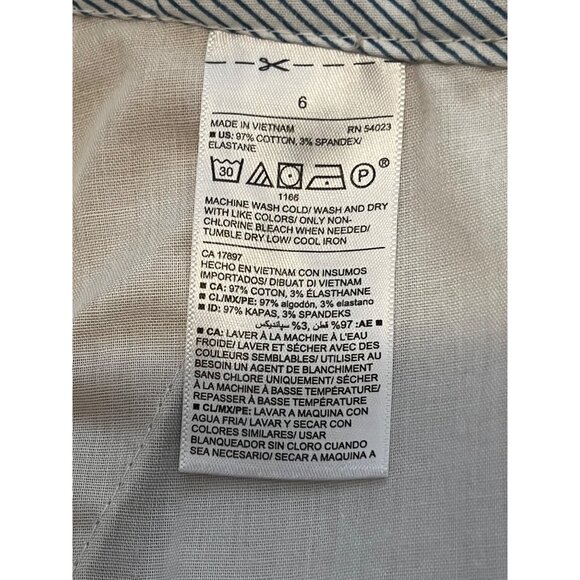 6
MADE IN VIETNAM RN 54023
■ US: 97% COTTON, 3% SPANDEX/
ELASTANE
30 P ®
1166
MACHINE WASH COLD/ WASH AND DRY
WITH LIKE COLORS/ ONLY NON-
CHLORINE BLEACH WHEN NEEDED/
TUMBLE DRY LOW/ COOL IRON
CA 17897
HECHO EN VIETNAM CON INSUMOS
IMPORTADOS/ DIBUAT DI VIETNAM
■ CA: 97% COTTON, 3% ÉLASTHANNE
■ CL/MX/PE: 97% algodón, 3% elastano
■ ID: 97% KAPAS, 3% SPANDEKS
■ AE: 97% قطن, 3% سباندیكس
■ CA: LAVER À LA MACHINE À L'EAU
FROIDE/ LAVER ET SÉCHER AVEC DES
COULEURS SEMBLABLES/ UTILISER AU
BESOIN UN AGENT DE BLANCHIMENT
SANS CHLORE UNIQUEMENT/ SÉCHER
À LA MACHINE À BASSE TEMPÉRATURE/
REPASSER À BASSE TEMPÉRATURE
■ CL/MX/PE: LAVAR A MAQUINA CON
AGUA FRIA/ LAVAR Y SECAR CON
COLORES SIMILARES/ USAR
BLANQUEADOR SIN CLORO CUANDO
SEA NECESARIO/ SECAR A MAQUINA A